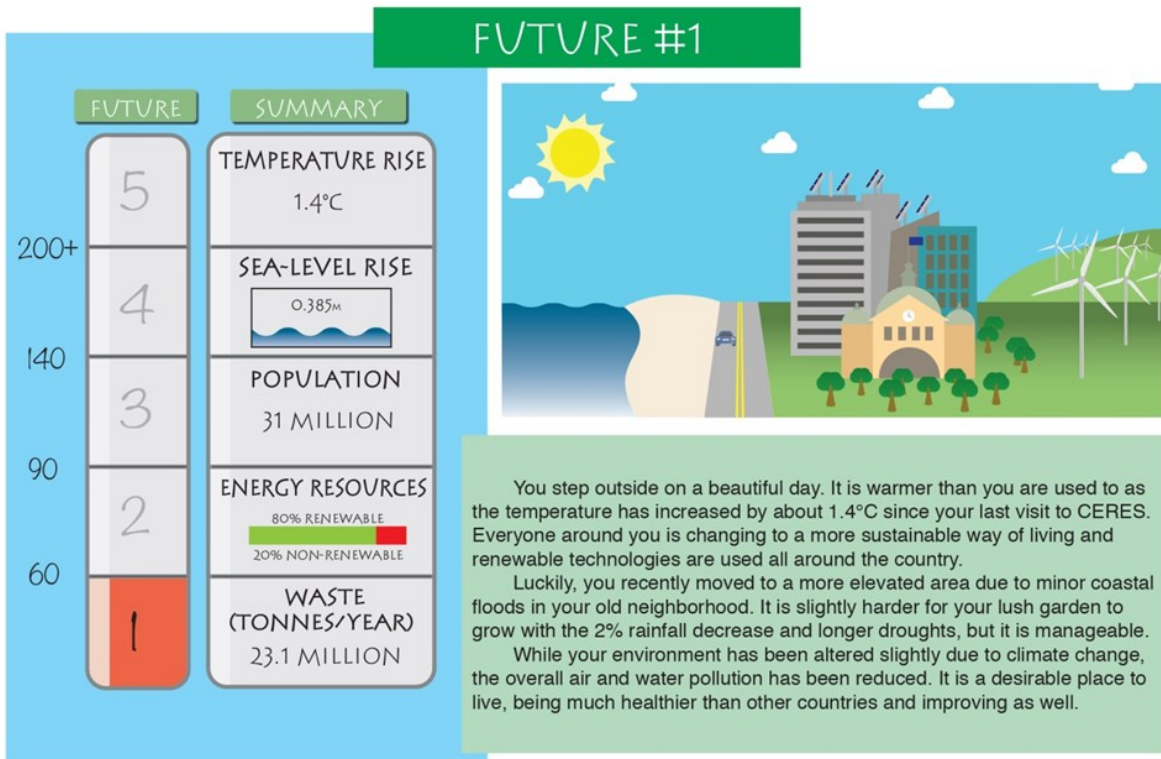 FUTURE #1
FUTURE
SUMMARY
5
4
3
2
1
200+
140
90
60
TEMPERATURE RISE
1.4°C
SEA-LEVEL RISE
0.385M
POPULATION
31 MILLION
ENERGY RESOURCES
80% RENEWABLE
20% NON-RENEWABLE
WASTE
(TONNES/YEAR)
23.1 MILLION
You step outside on a beautiful day. It is warmer than you are used to as
the temperature has increased by about 1.4°C since your last visit to CERES.
Everyone around you is changing to a more sustainable way of living and
renewable technologies are used all around the country.
Luckily, you recently moved to a more elevated area due to minor coastal
floods in your old neighborhood. It is slightly harder for your lush garden to
grow with the 2% rainfall decrease and longer droughts, but it is manageable.
While your environment has been altered slightly due to climate change,
the overall air and water pollution has been reduced. It is a desirable place to
live, being much healthier than other countries and improving as well.